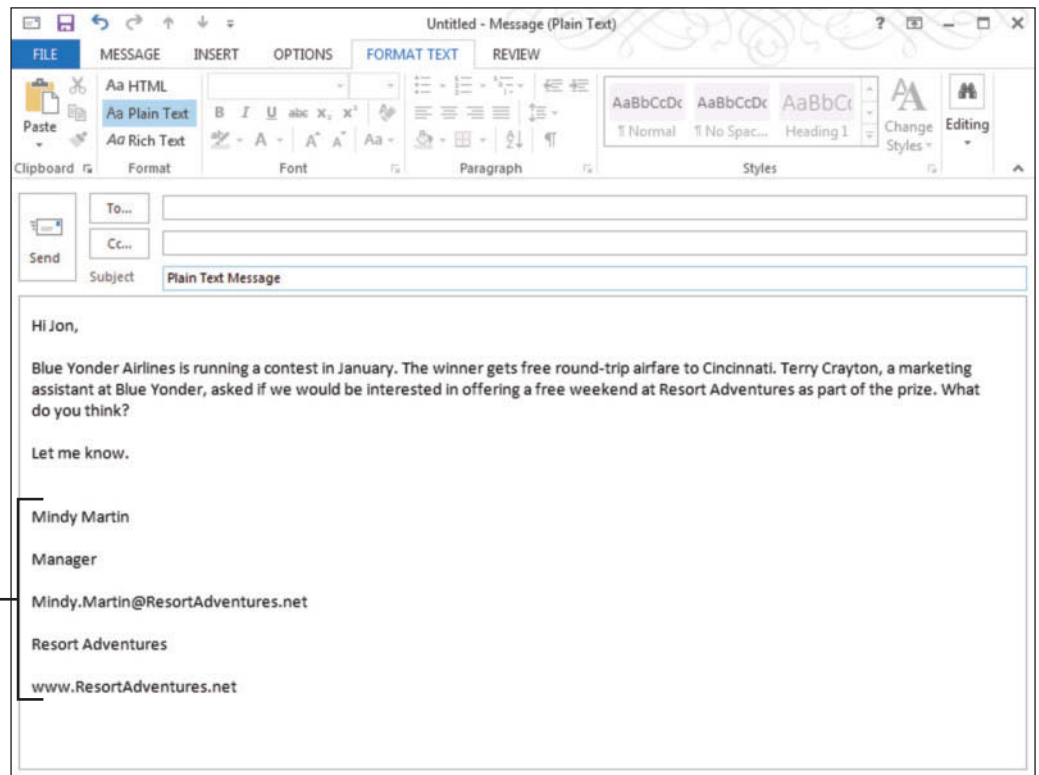 Untitled - Message (Plain Text)
FILE MESSAGE INSERT OPTIONS FORMAT TEXT REVIEW
Paste
Aa HTML
Aa Plain Text
Aa Rich Text
B I U abc X₂ X²
A A A Aa
AaBbCcDc AaBbCcDc AaBbC
¶ Normal ¶ No Spac... Heading 1
Change Styles
Editing
Clipboard Format Font Paragraph Styles
Send
To...
Cc...
Subject Plain Text Message
Hi Jon,
Blue Yonder Airlines is running a contest in January. The winner gets free round-trip airfare to Cincinnati. Terry Crayton, a marketing
assistant at Blue Yonder, asked if we would be interested in offering a free weekend at Resort Adventures as part of the prize. What
do you think?
Let me know.
Mindy Martin
Manager
Mindy.Martin@ResortAdventures.net
Resort Adventures
www.ResortAdventures.net